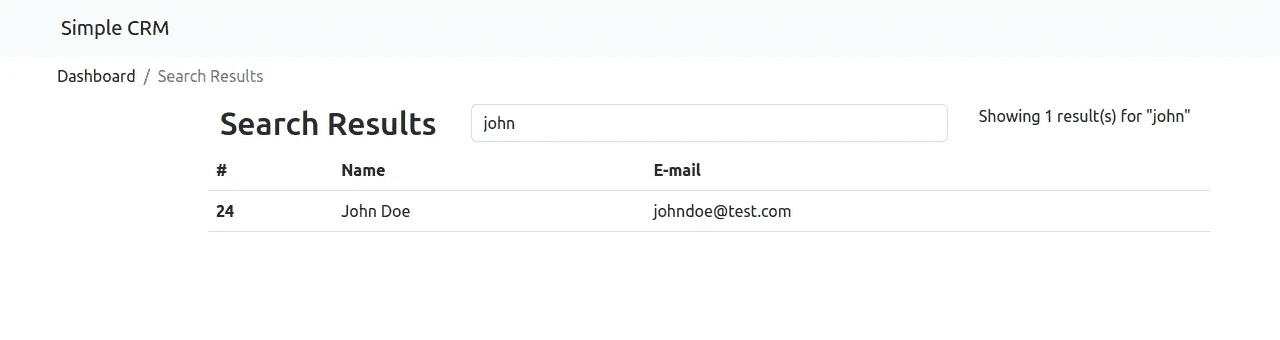 Simple CRM
Dashboard / Search Results
Search Results
john
Showing 1 result(s) for "john"
# Name E-mail
24 John Doe johndoe@test.com